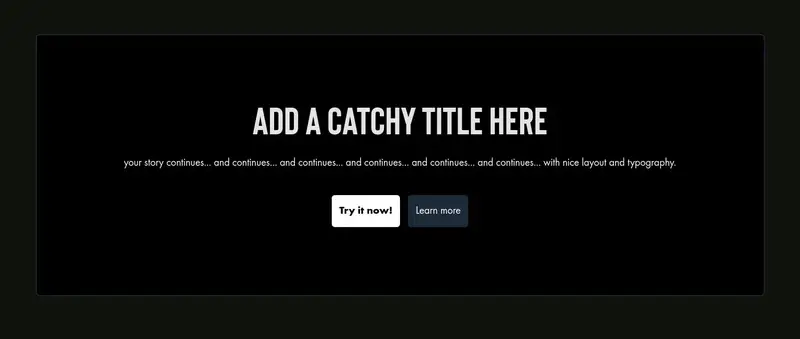 ADD A CATCHY TITLE HERE
your story continues... and continues... and continues... and continues... and continues... and continues... with nice layout and typography.
Try it now! Learn more